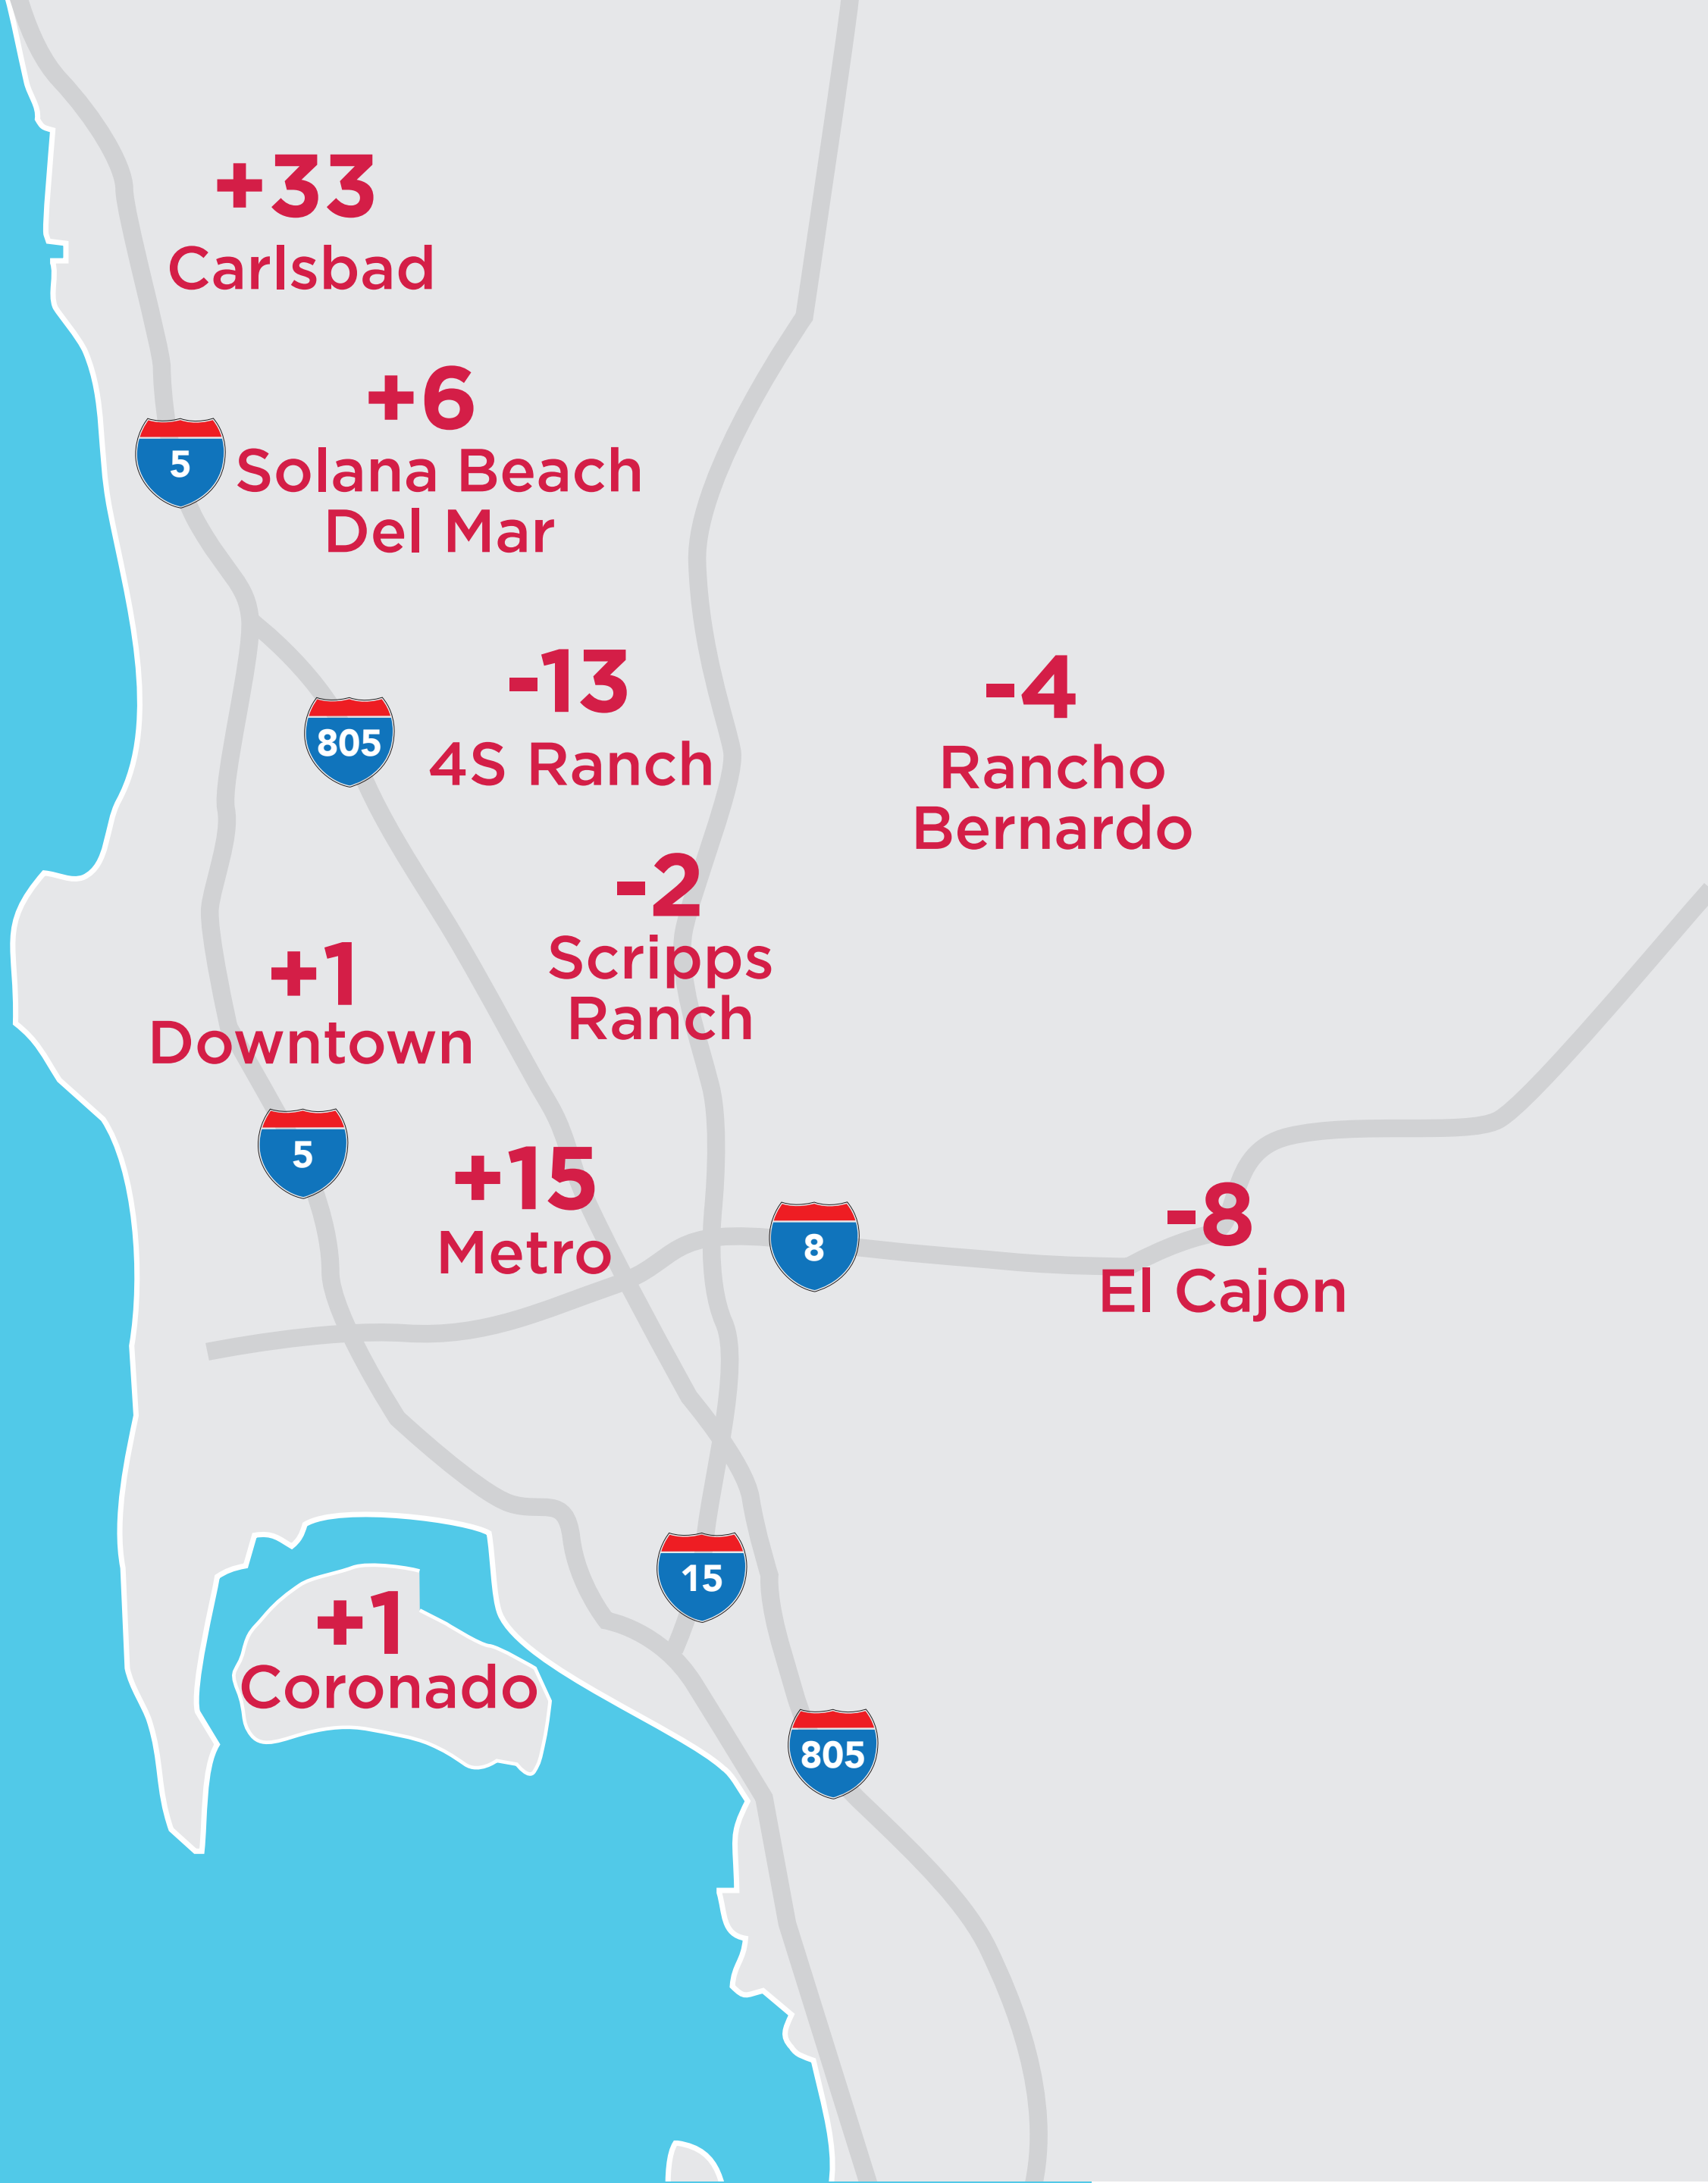 +33
Carlsbad
+6
Solana Beach
Del Mar
5
-13
4S Ranch
805
-4
Rancho
Bernardo
-2
Scripps
Ranch
+1
Downtown
5
+15
Metro
8
-8
El Cajon
15
+1
Coronado
805